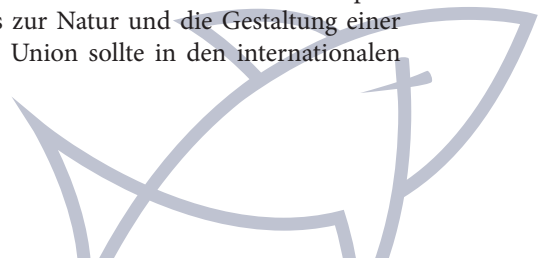 s zur Natur und die Gestaltung einer
Union sollte in den internationalen